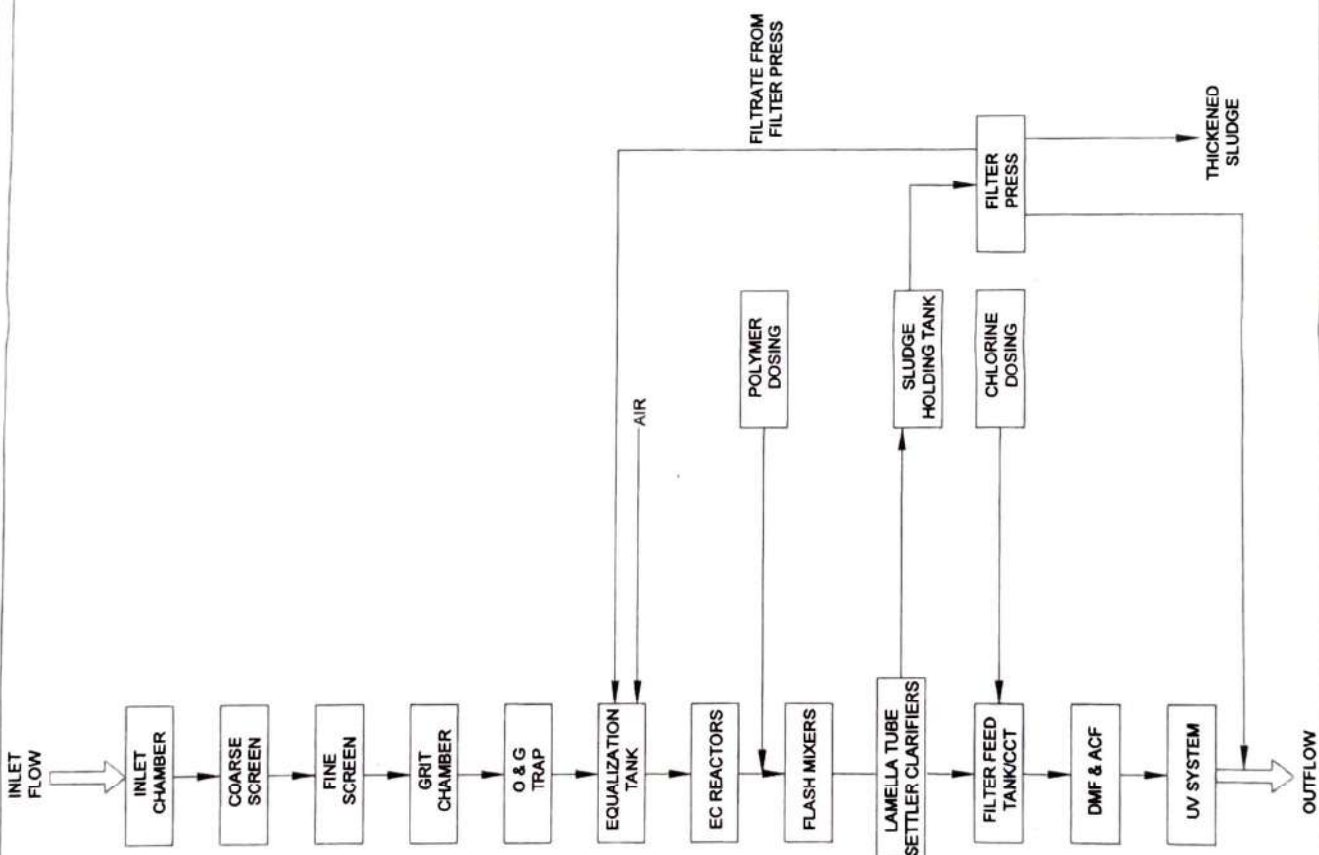 INLET
FLOW
INLET
CHAMBER
COARSE
SCREEN
FINE
SCREEN
GRIT
CHAMBER
O & G
TRAP
EQUALIZATION
TANK
EC REACTORS
FLASH MIXERS
LAMELLA TUBE
SETTLER CLARIFIERS
FILTER FEED
TANK/CCT
DMF & ACF
UV SYSTEM
OUTFLOW
AIR
POLYMER
DOSING
SLUDGE
HOLDING TANK
CHLORINE
DOSING
FILTRATE FROM
FILTER PRESS
FILTER
PRESS
THICKENED
SLUDGE